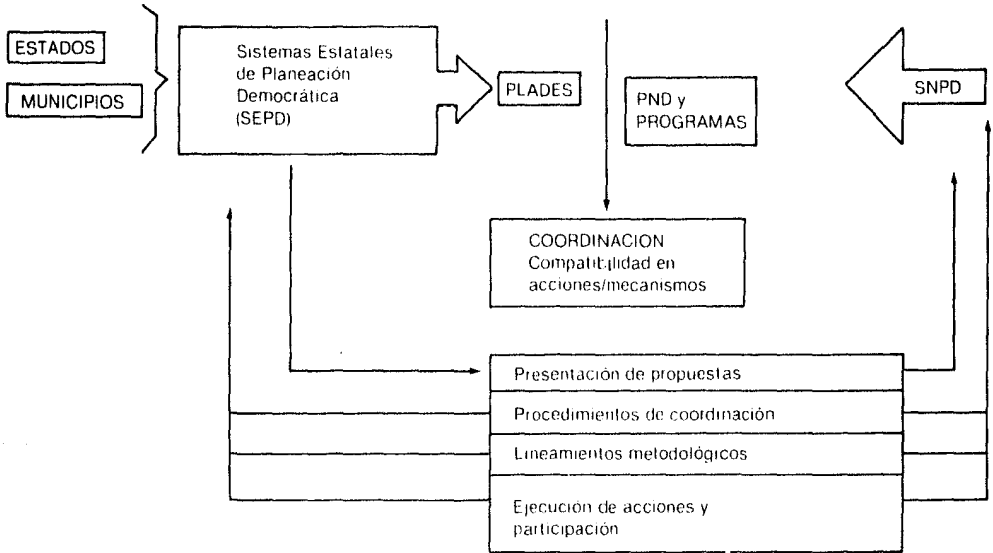 ESTADOS
MUNICIPIOS
Sistemas Estatales
de Planeación
Democrática
(SEPD)
PLADES
PND y
PROGRAMAS
SNPD
COORDINACION
Compatibilidad en
acciones/mecanismos
Presentación de propuestas
Procedimientos de coordinación
Lineamientos metodológicos
Ejecución de acciones y
participación